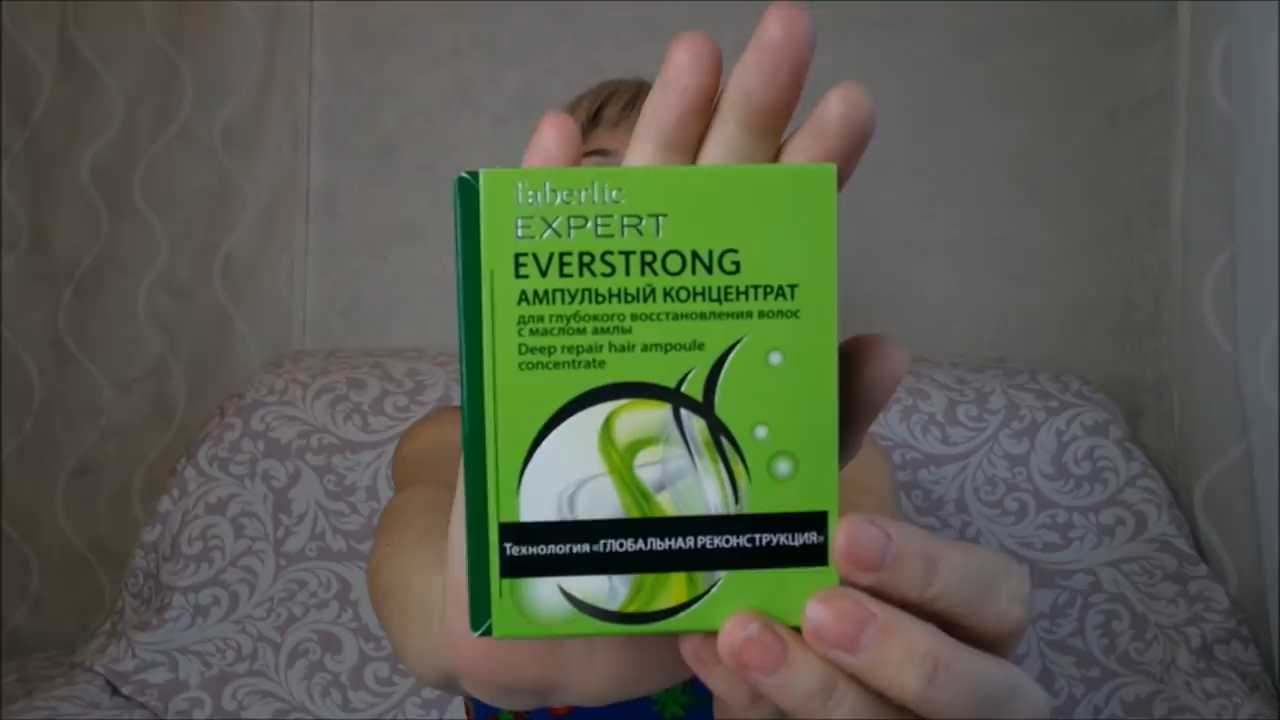 faberlic
EXPERT
EVERSTRONG
АМПУЛЬНЫЙ КОНЦЕНТРАТ
для глубокого восстановления волос
с маслом амлы
Deep repair hair ampoule
concentrate
Технология «ГЛОБАЛЬНАЯ РЕКОНСТРУКЦИЯ»